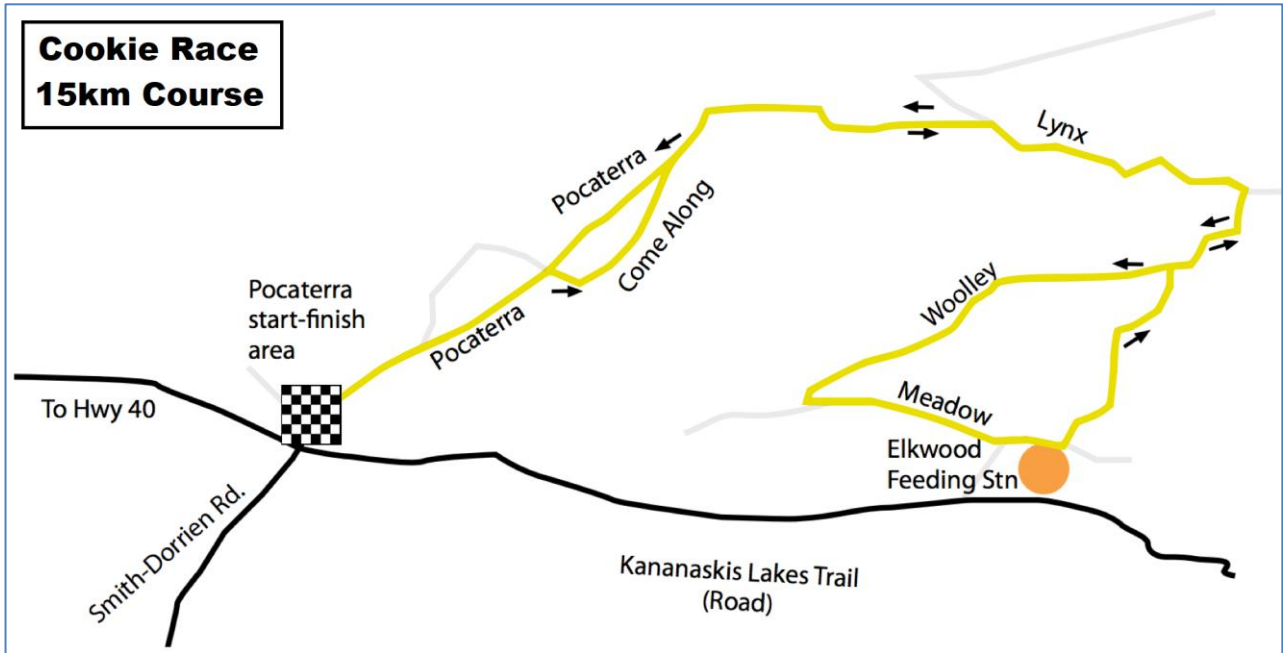 Cookie Race
15km Course
Lynx
Pocaterra
Come Along
Pocaterra
start-finish
area
Pocaterra
Woolley
To Hwy 40
Meadow
Elkwood
Feeding Stn
Smith-Dorrien Rd.
Kananaskis Lakes Trail
(Road)